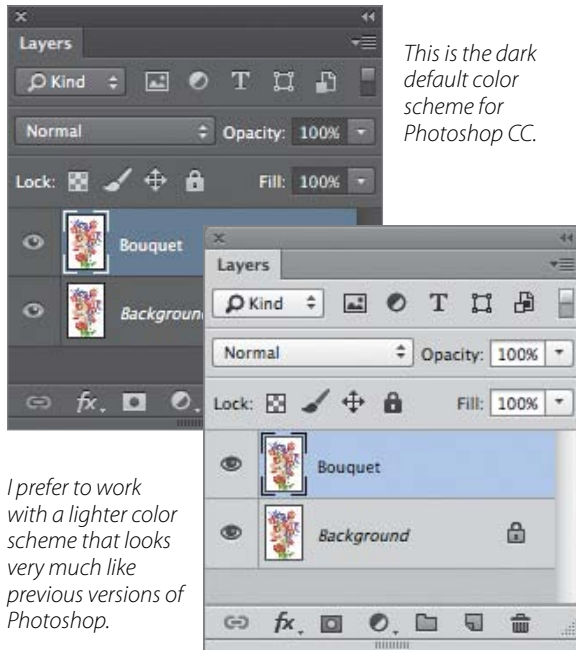 Layers
Kind
T
Normal Opacity: 100%
Lock: Fill: 100%
Bouquet
Backgroun
fx.
This is the dark
default color
scheme for
Photoshop CC.
Layers
Kind
T
Normal Opacity: 100%
Lock: Fill: 100%
Bouquet
Background
fx.
I prefer to work
with a lighter color
scheme that looks
very much like
previous versions of
Photoshop.